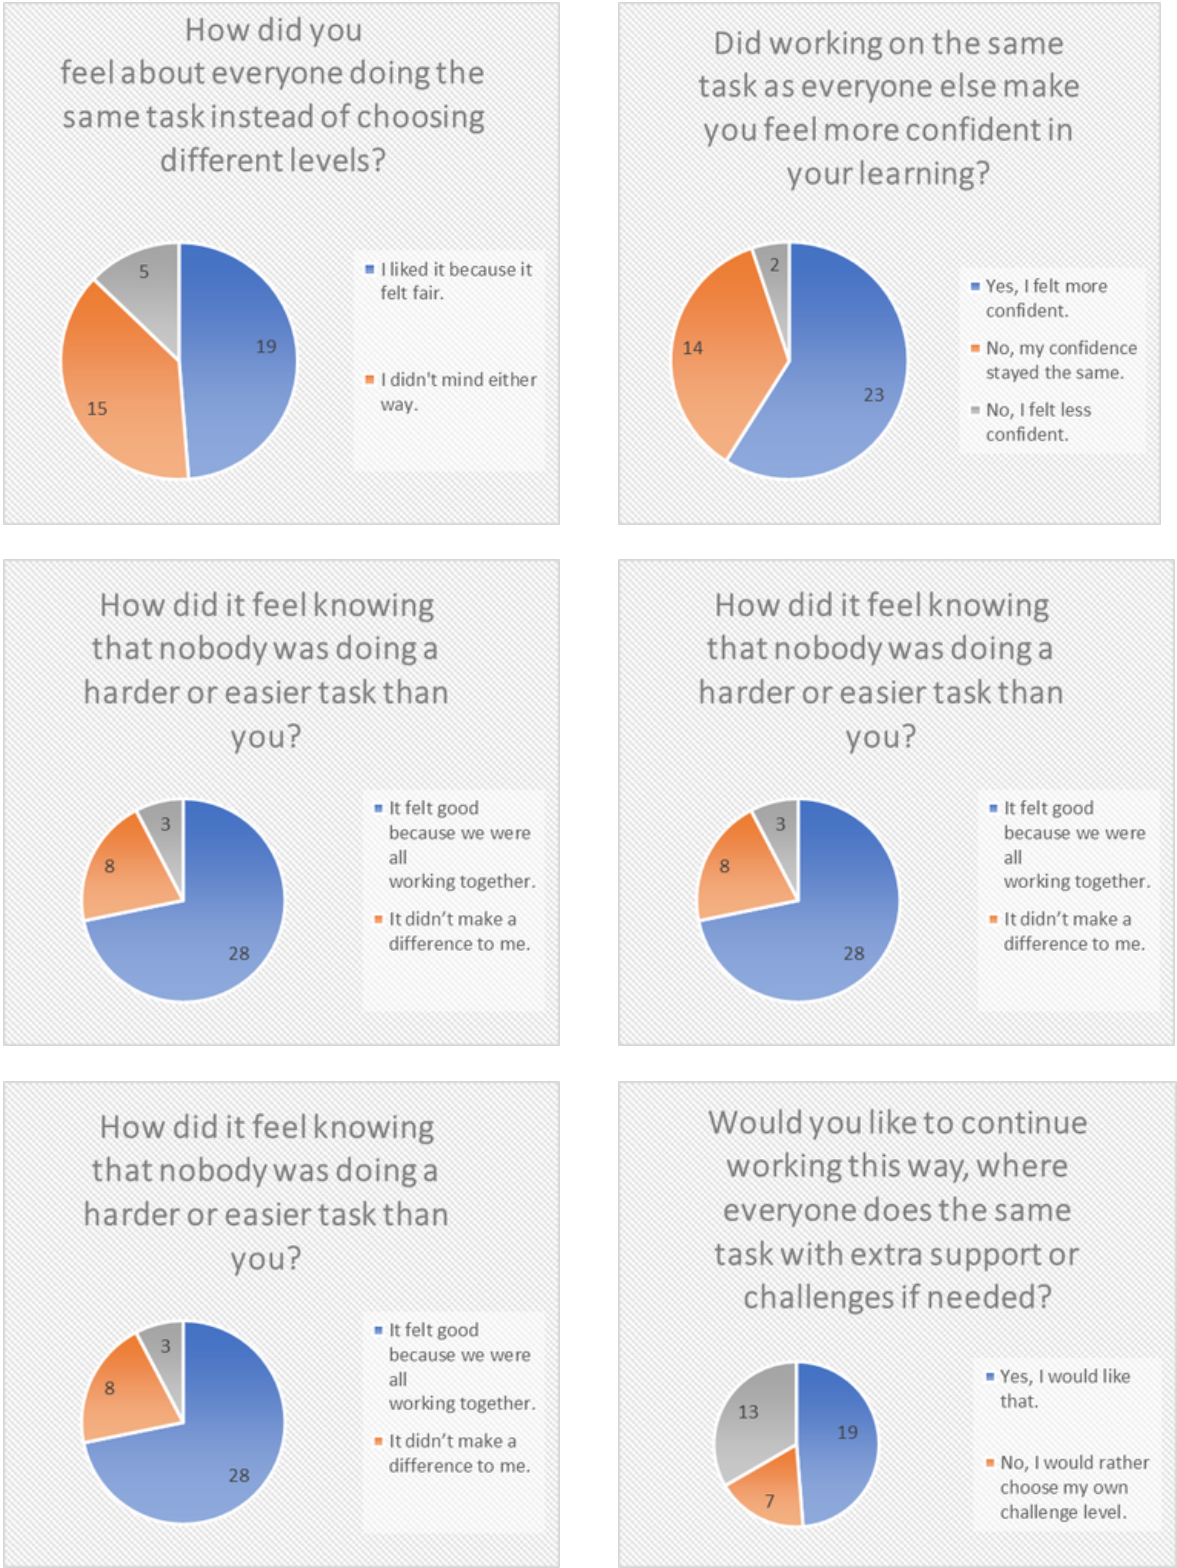 How did you
feel about everyone doing the
same task instead of choosing
different levels?
5
19
15
I liked it because it
felt fair.
I didn't mind either
way.
Did working on the same
task as everyone else make
you feel more confident in
your learning?
2
14
23
Yes, I felt more
confident.
No, my confidence
stayed the same.
No, I felt less
confident.
How did it feel knowing
that nobody was doing a
harder or easier task than
you?
3
8
28
It felt good
because we were
all
working together.
It didn’t make a
difference to me.
How did it feel knowing
that nobody was doing a
harder or easier task than
you?
3
8
28
It felt good
because we were
all
working together.
It didn’t make a
difference to me.
How did it feel knowing
that nobody was doing a
harder or easier task than
you?
3
8
28
It felt good
because we were
all
working together.
It didn’t make a
difference to me.
Would you like to continue
working this way, where
everyone does the same
task with extra support or
challenges if needed?
13
19
7
Yes, I would like
that.
No, I would rather
choose my own
challenge level.